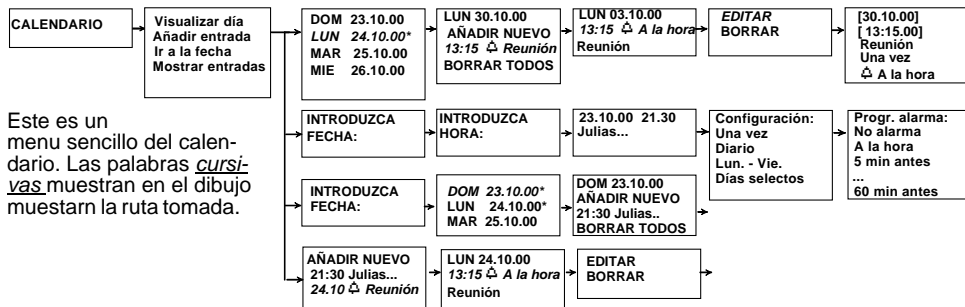 CALENDARIO
Visualizar día
Añadir entrada
Ir a la fecha
Mostrar entradas
DOM 23.10.00
LUN 24.10.00*
MAR 25.10.00
MIE 26.10.00
LUN 30.10.00
AÑADIR NUEVO
13:15 Reunión
BORRAR TODOS
LUN 03.10.00
13:15 A la hora
Reunión
EDITAR
BORRAR
[30.10.00]
[ 13:15.00]
Reunión
Una vez
A la hora
Este es un
menu sencillo del calen-
dario. Las palabras cursi-
vas muestran en el dibujo
muestarn la ruta tomada.
INTRODUZCA
FECHA:
INTRODUZCA
HORA:
23.10.00 21.30
Julias...
Configuración:
Una vez
Diario
Lun. - Vie.
Días selectos
Progr. alarma:
No alarma
A la hora
5 min antes
...
60 min antes
INTRODUZCA
FECHA:
DOM 23.10.00*
LUN 24.10.00*
MAR 25.10.00
DOM 23.10.00
AÑADIR NUEVO
21:30 Julias..
BORRAR TODOS
AÑADIR NUEVO
21:30 Julias...
24.10 Reunión
LUN 24.10.00
13:15 A la hora
Reunión
EDITAR
BORRAR